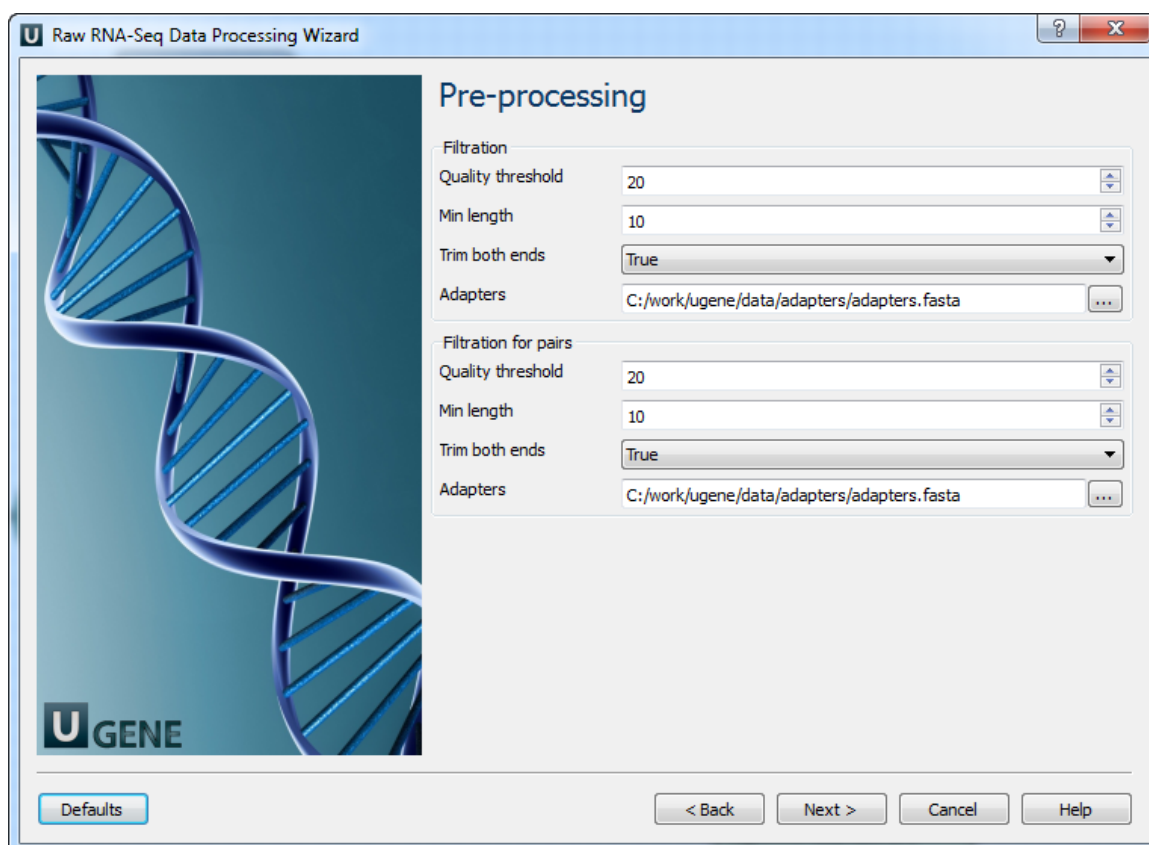 U Raw RNA-Seq Data Processing Wizard
?
Pre-processing
Filtration
Quality threshold 20
Min length 10
Trim both ends True
Adapters C:/work/ugene/data/adapters/adapters.fasta ...
Filtration for pairs
Quality threshold 20
Min length 10
Trim both ends True
Adapters C:/work/ugene/data/adapters/adapters.fasta ...
U GENE
Defaults < Back Next > Cancel Help